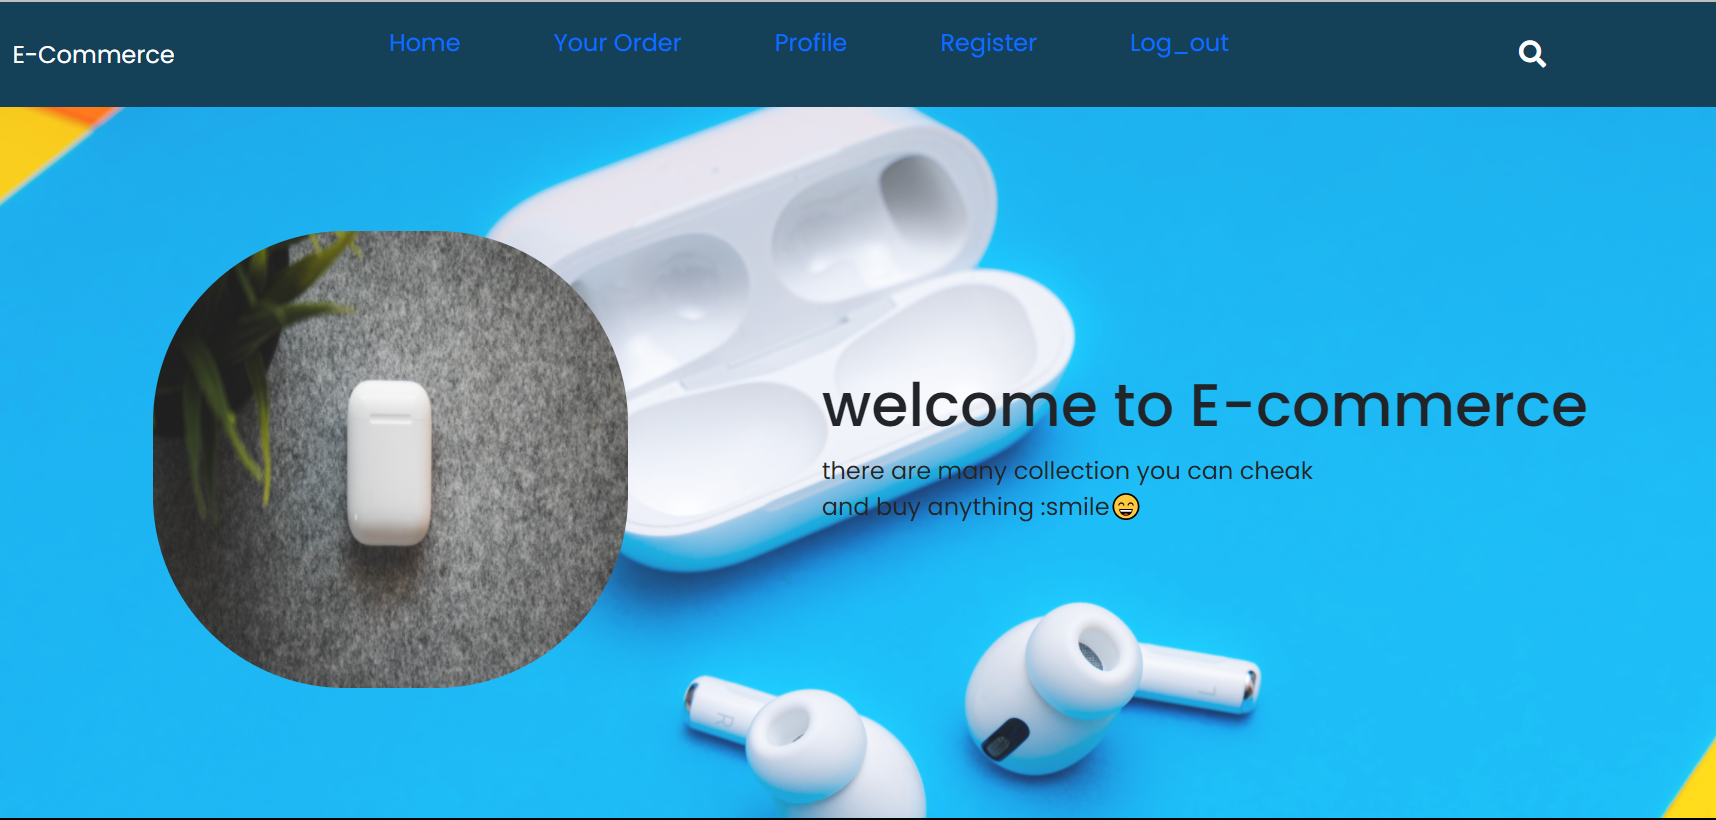 E-Commerce
Home
Your Order
Profile
Register
Log_out
welcome to E-commerce
there are many collection you can cheak
and buy anything :smile😄
R
L